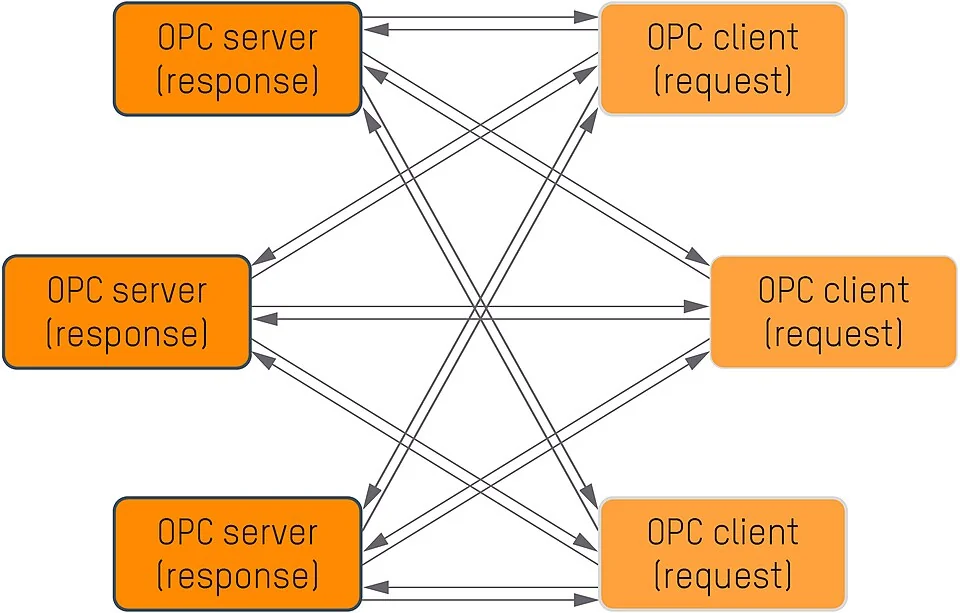 OPC server
(response)
OPC client
(request)
OPC server
(response)
OPC client
(request)
OPC server
(response)
OPC client
(request)